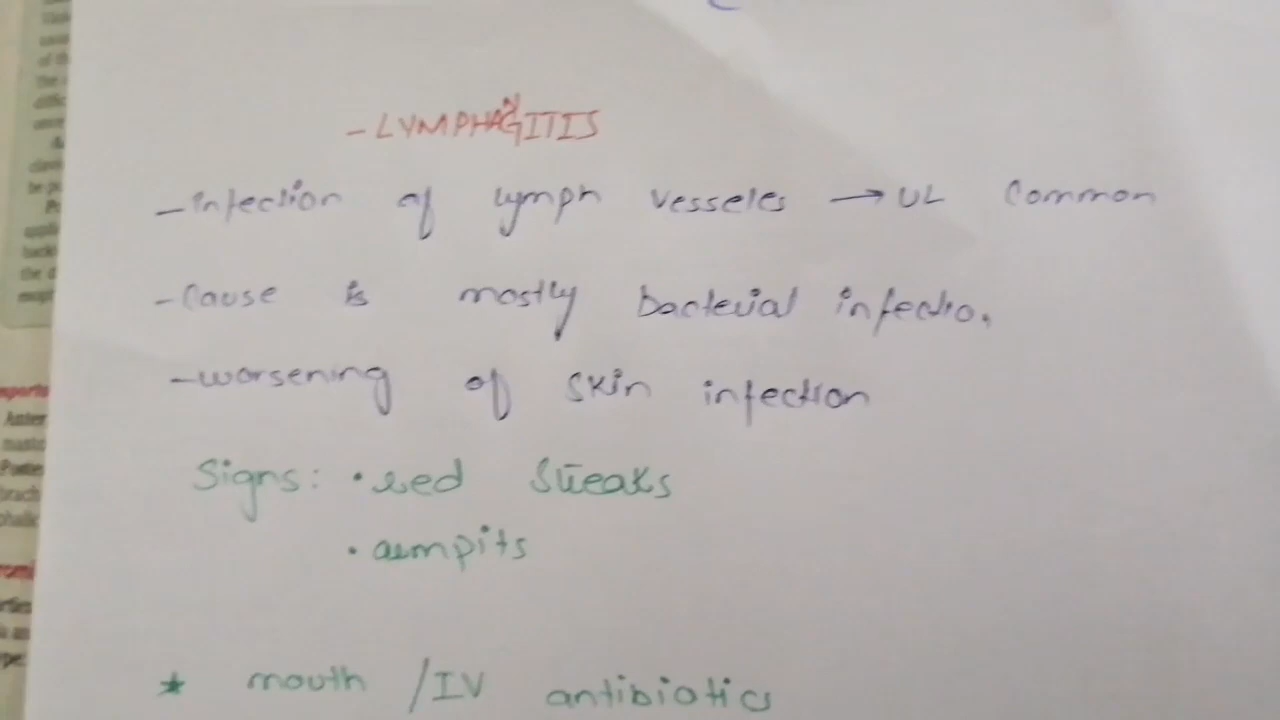 - LYMPHANGITIS
- Infection of lymph vesseles → UL common
- Cause is mostly bacterial infectio.
- worsening of skin infection
Signs: • red streaks
• armpits
* mouth / IV antibiotics